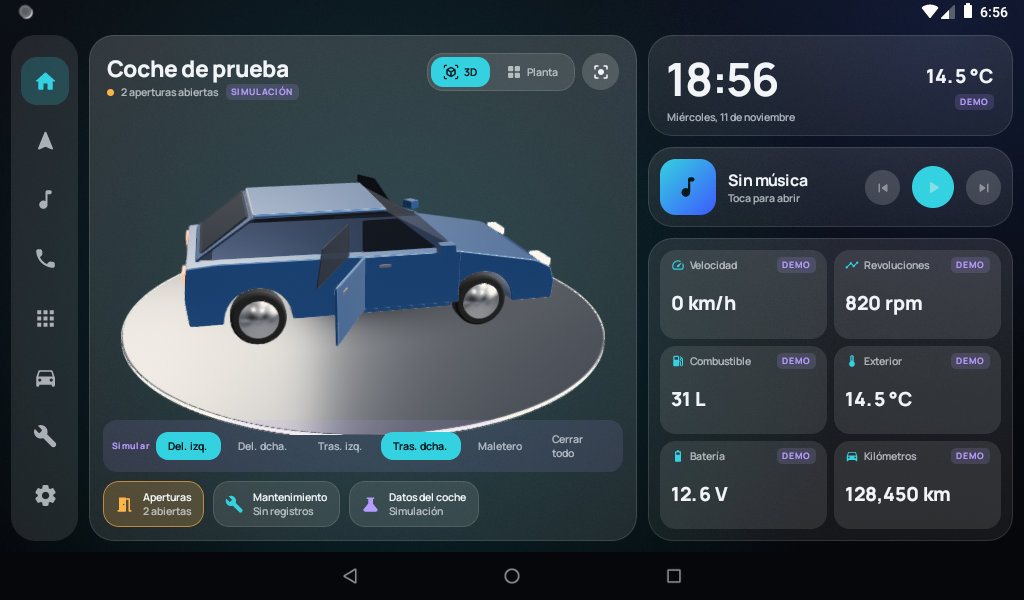 6:56
Coche de prueba
2 aperturas abiertas SIMULACIÓN
3D
Planta
18:56
Miércoles, 11 de noviembre
14.5 °C
DEMO
Sin música
Toca para abrir
Velocidad DEMO
0 km/h
Revoluciones DEMO
820 rpm
Combustible DEMO
31 L
Exterior DEMO
14.5 °C
Batería DEMO
12.6 V
Kilómetros DEMO
128,450 km
Simular
Del. izq.
Del. dcha.
Tras. izq.
Tras. dcha.
Maletero
Cerrar
todo
Aperturas
2 abiertas
Mantenimiento
Sin registros
Datos del coche
Simulación